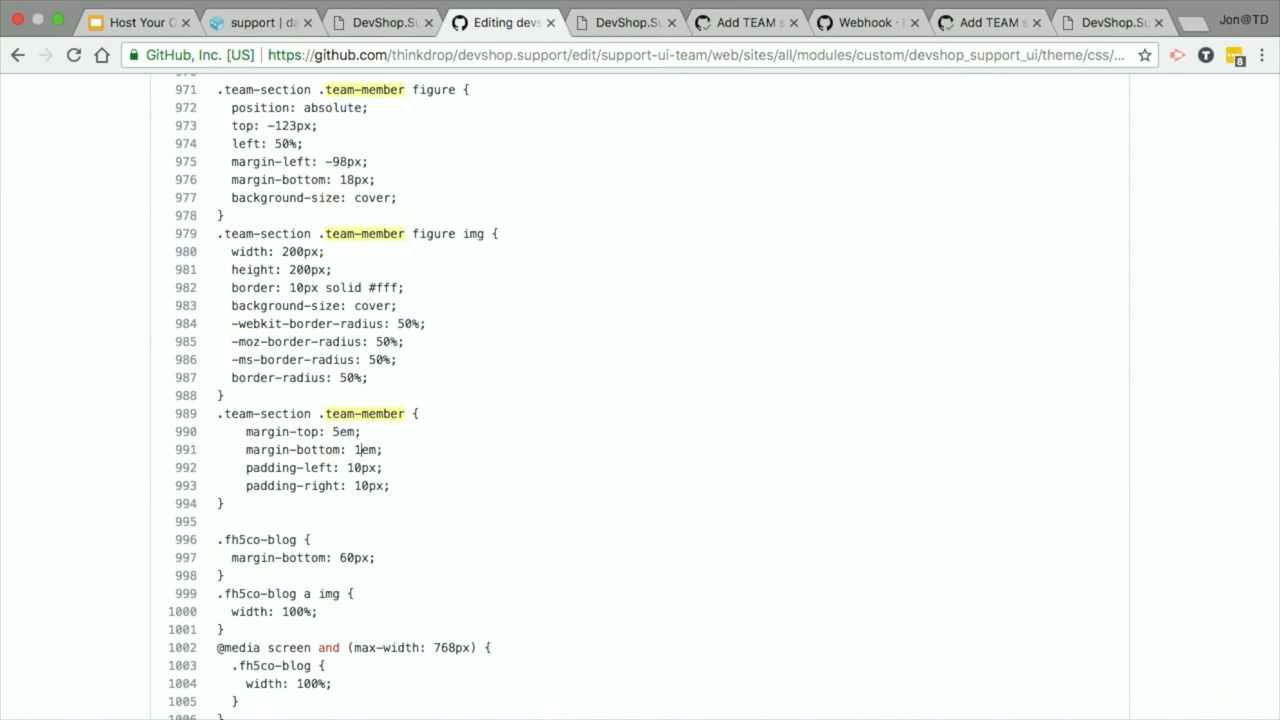 Host Your O
support | da
DevShop.Su
Editing devs
DevShop.Su
Add TEAM s
Webhook · h
Add TEAM s
DevShop.Su
Jon@TD
GitHub, Inc. [US] https://github.com/thinkdrop/devshop.support/edit/support-ui-team/web/sites/all/modules/custom/devshop_support_ui/theme/css/...
8
971 .team-section .team-member figure {
972 position: absolute;
973 top: -123px;
974 left: 50%;
975 margin-left: -98px;
976 margin-bottom: 18px;
977 background-size: cover;
978 }
979 .team-section .team-member figure img {
980 width: 200px;
981 height: 200px;
982 border: 10px solid #fff;
983 background-size: cover;
984 -webkit-border-radius: 50%;
985 -moz-border-radius: 50%;
986 -ms-border-radius: 50%;
987 border-radius: 50%;
988 }
989 .team-section .team-member {
990 margin-top: 5em;
991 margin-bottom: 1em;
992 padding-left: 10px;
993 padding-right: 10px;
994 }
995
996 .fh5co-blog {
997 margin-bottom: 60px;
998 }
999 .fh5co-blog a img {
1000 width: 100%;
1001 }
1002 @media screen and (max-width: 768px) {
1003 .fh5co-blog {
1004 width: 100%;
1005 }
1006 }